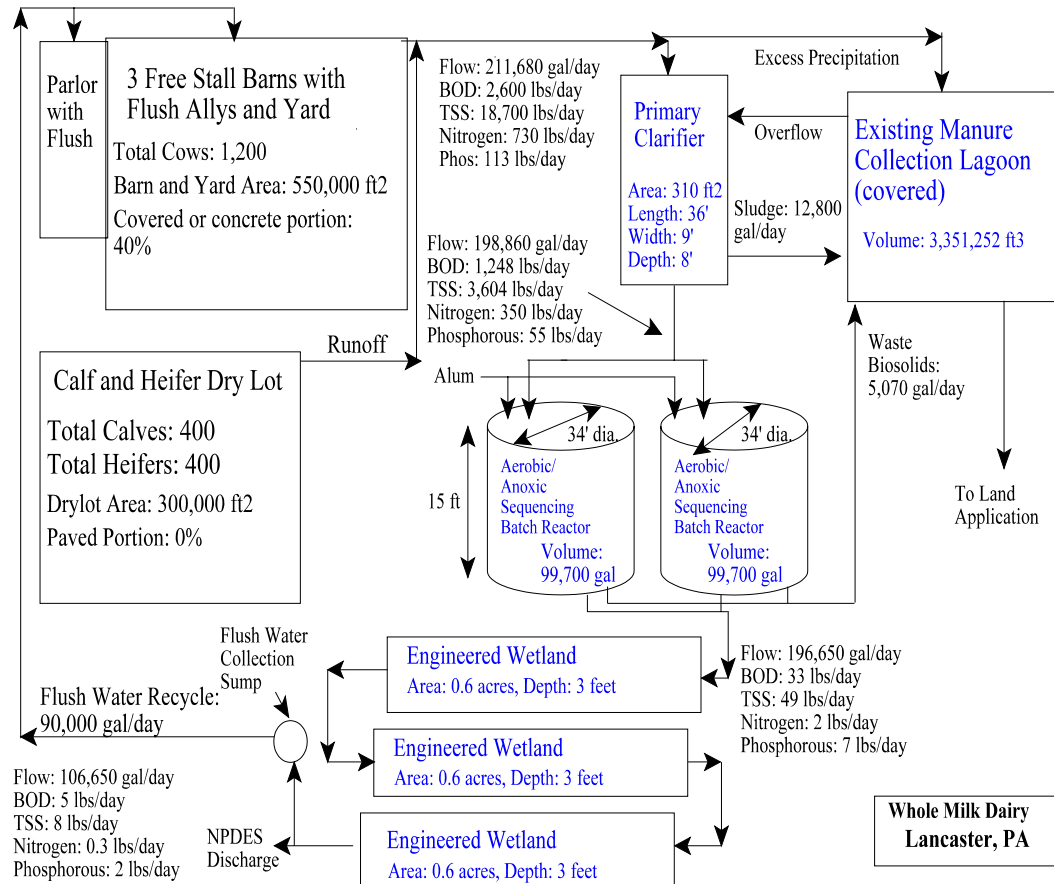 Parlor
with
Flush
3 Free Stall Barns with
Flush Allys and Yard
Total Cows: 1,200
Barn and Yard Area: 550,000 ft2
Covered or concrete portion:
40%
Flow: 211,680 gal/day
BOD: 2,600 lbs/day
TSS: 18,700 lbs/day
Nitrogen: 730 lbs/day
Phos: 113 lbs/day
Primary
Clarifier
Area: 310 ft2
Length: 36'
Width: 9'
Depth: 8'
Excess Precipitation
Overflow
Sludge: 12,800
gal/day
Existing Manure
Collection Lagoon
(covered)
Volume: 3,351,252 ft3
Flow: 198,860 gal/day
BOD: 1,248 lbs/day
TSS: 3,604 lbs/day
Nitrogen: 350 lbs/day
Phosphorous: 55 lbs/day
Runoff
Calf and Heifer Dry Lot
Total Calves: 400
Total Heifers: 400
Drylot Area: 300,000 ft2
Paved Portion: 0%
Alum
34' dia.
34' dia.
15 ft
Aerobic/
Anoxic
Sequencing
Batch Reactor
Volume:
99,700 gal
Aerobic/
Anoxic
Sequencing
Batch Reactor
Volume:
99,700 gal
Waste
Biosolids:
5,070 gal/day
To Land
Application
Flush Water
Collection
Sump
Flush Water Recycle:
90,000 gal/day
Engineered Wetland
Area: 0.6 acres, Depth: 3 feet
Flow: 196,650 gal/day
BOD: 33 lbs/day
TSS: 49 lbs/day
Nitrogen: 2 lbs/day
Phosphorous: 7 lbs/day
Engineered Wetland
Area: 0.6 acres, Depth: 3 feet
Flow: 106,650 gal/day
BOD: 5 lbs/day
TSS: 8 lbs/day
Nitrogen: 0.3 lbs/day
Phosphorous: 2 lbs/day
NPDES
Discharge
Engineered Wetland
Area: 0.6 acres, Depth: 3 feet
Whole Milk Dairy
Lancaster, PA